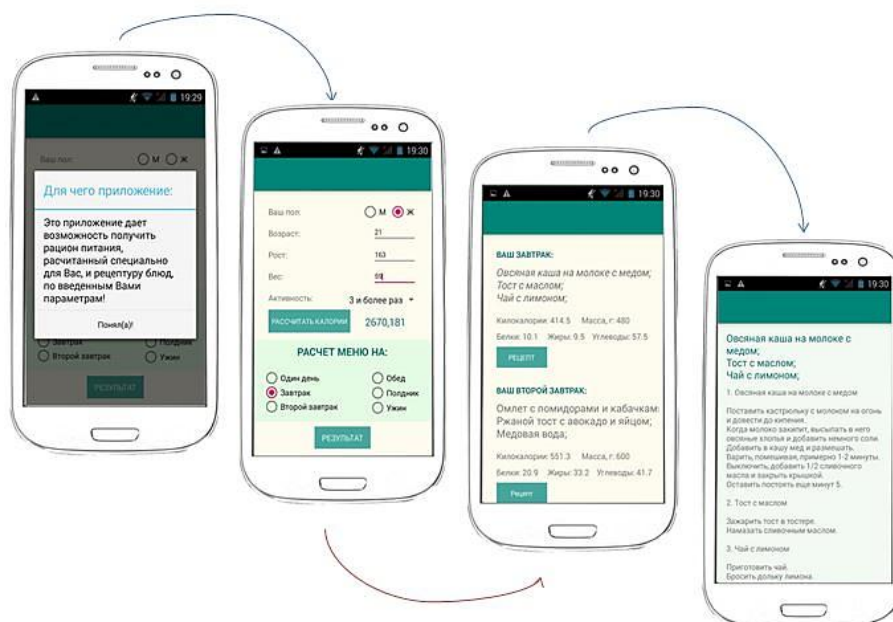 19:29
Ваш пол:
М
Ж
Для чего приложение:
Это приложение дает
возможность получить
рацион питания,
расчитанный специально
для Вас, и рецептуру блюд,
по введенным Вами
параметрам!
Понял(а)!
Завтрак
Полдник
Второй завтрак
Ужин
РЕЗУЛЬТАТ
19:30
Ваш пол:
М
Ж
Возраст:
21
Рост:
163
Вес:
Активность:
3 и более раз
РАССЧИТАТЬ КАЛОРИИ
2670,181
РАСЧЕТ МЕНЮ НА:
Один день
Обед
Завтрак
Полдник
Второй завтрак
Ужин
РЕЗУЛЬТАТ
19:30
ВАШ ЗАВТРАК:
Овсяная каша на молоке с медом;
Тост с маслом;
Чай с лимоном;
Килокалории: 414.5 Масса, г: 480
Белки: 10.1 Жиры: 9.5 Углеводы: 57.5
РЕЦЕПТ
ВАШ ВТОРОЙ ЗАВТРАК:
Омлет с помидорами и кабачкам
Ржаной тост с авокадо и яйцом;
Медовая вода;
Килокалории: 551.3 Масса, г: 600
Белки: 20.9 Жиры: 33.2 Углеводы: 41.7
Рецепт
19:30
Овсяная каша на молоке с
медом;
Тост с маслом;
Чай с лимоном;
1. Овсяная каша на молоке с медом
Поставить кастрюльку с молоком на огонь
и довести до кипения.
Когда молоко закипит, высыпать в него
овсяные хлопья и добавить немного соли.
Добавить в кашу мед и размешать.
Варить, помешивая, примерно 1-2 минуты.
Выключить, добавить 1/2 сливочного
масла и закрыть крышкой.
Оставить постоять еще минут 5.
2. Тост с маслом
Зажарить тост в тостере.
Намазать сливочным маслом.
3. Чай с лимоном
Приготовить чай.
Бросить дольку лимона.